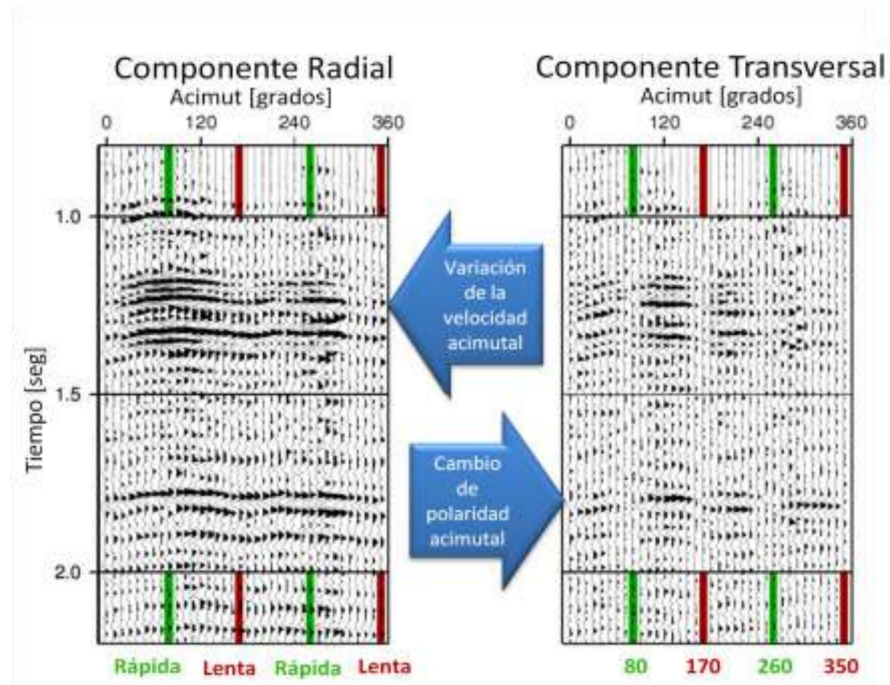 Componente Radial
Acimut [grados]
0 120 240 360
Componente Transversal
Acimut [grados]
0 120 240 360
Tiempo [seg]
1.0
1.5
2.0
Variación
de la
velocidad
acimutal
Cambio
de
polaridad
acimutal
Rápida Lenta Rápida Lenta
80 170 260 350